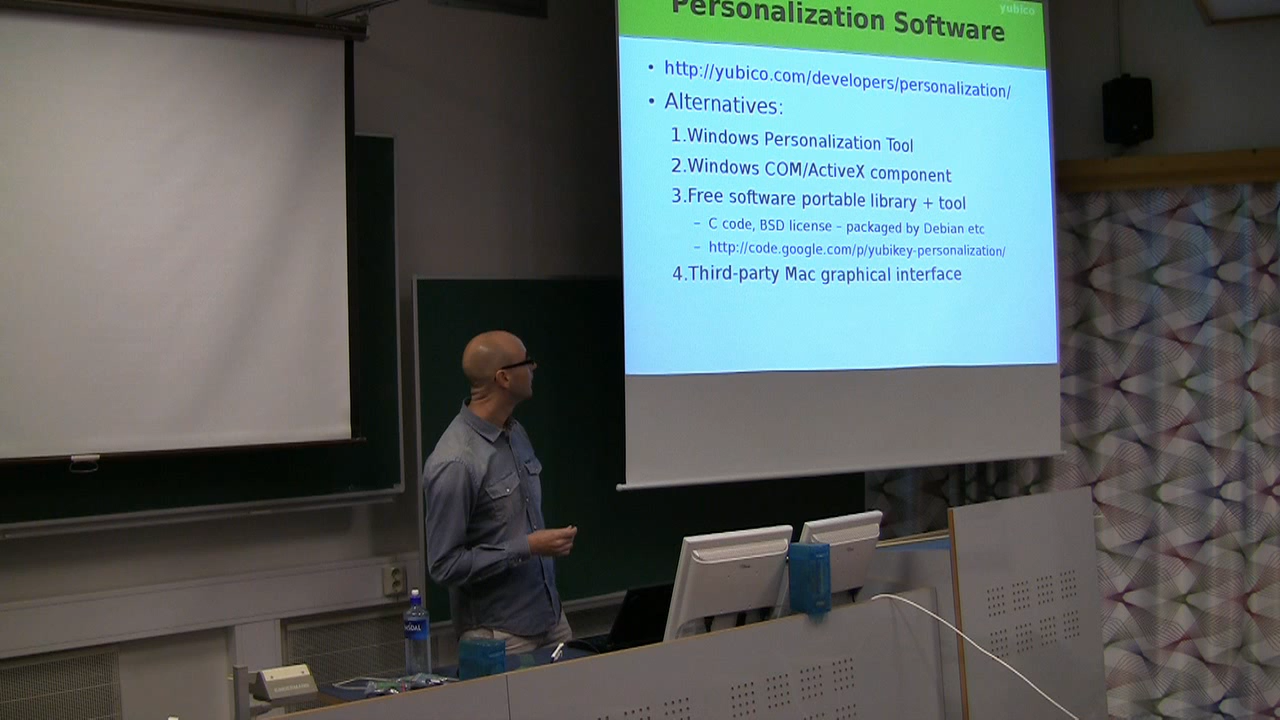 yubico
Personalization Software
• http://yubico.com/developers/personalization/
• Alternatives:
1.Windows Personalization Tool
2.Windows COM/ActiveX component
3.Free software portable library + tool
– C code, BSD license – packaged by Debian etc
– http://code.google.com/p/yubikey-personalization/
4.Third-party Mac graphical interface